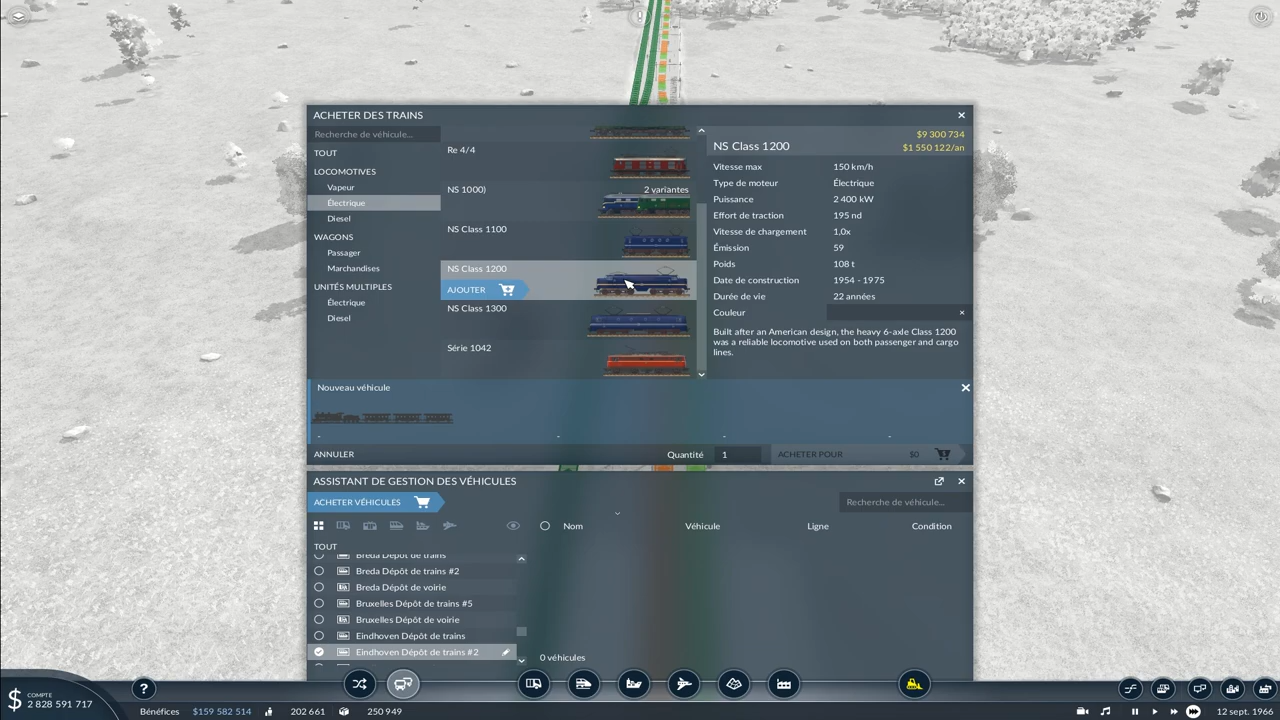 ACHETER DES TRAINS
Recherche de véhicule...
TOUT
LOCOMOTIVES
Vapeur
Électrique
Diesel
WAGONS
Passager
Marchandises
UNITÉS MULTIPLES
Électrique
Diesel
Re 4/4
NS 1000)
2 variantes
NS Class 1100
NS Class 1200
AJOUTER
NS Class 1300
Série 1042
$9 300 734
NS Class 1200
$1 550 122/an
Vitesse max 150 km/h
Type de moteur Électrique
Puissance 2 400 kW
Effort de traction 195 nd
Vitesse de chargement 1,0x
Émission 59
Poids 108 t
Date de construction 1954 - 1975
Durée de vie 22 années
Couleur
Built after an American design, the heavy 6-axle Class 1200
was a reliable locomotive used on both passenger and cargo
lines.
Nouveau véhicule
- - - -
ANNULER
Quantité 1
ACHETER POUR $0
ASSISTANT DE GESTION DES VÉHICULES
ACHETER VÉHICULES
Recherche de véhicule...
Nom Véhicule Ligne Condition
TOUT
Breda Dépôt de trains
Breda Dépôt de trains #2
Breda Dépôt de voirie
Bruxelles Dépôt de trains #5
Bruxelles Dépôt de voirie
Eindhoven Dépôt de trains
Eindhoven Dépôt de trains #2
0 véhicules
$ COMPTE
2 828 591 717
?
Bénéfices $159 582 514
202 661
250 949
12 sept. 1966